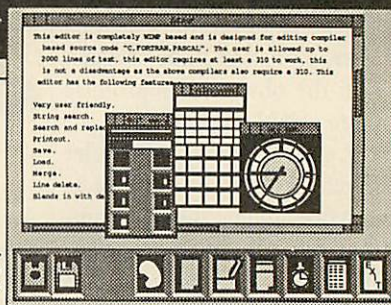 This editor is completely WIMP based and is designed for editing compiler
based source code "C,FORTRAN,PASCAL". The user is allowed up to
2000 lines of text, this editor requires at least a 310 to work, this
is not a disadvantage as the above compilers also require a 310. This
editor has the following features
Very user friendly.
String search.
Search and replac
Printout.
Save.
Load.
Merge.
Line delete.
Blends in with de
EXIT